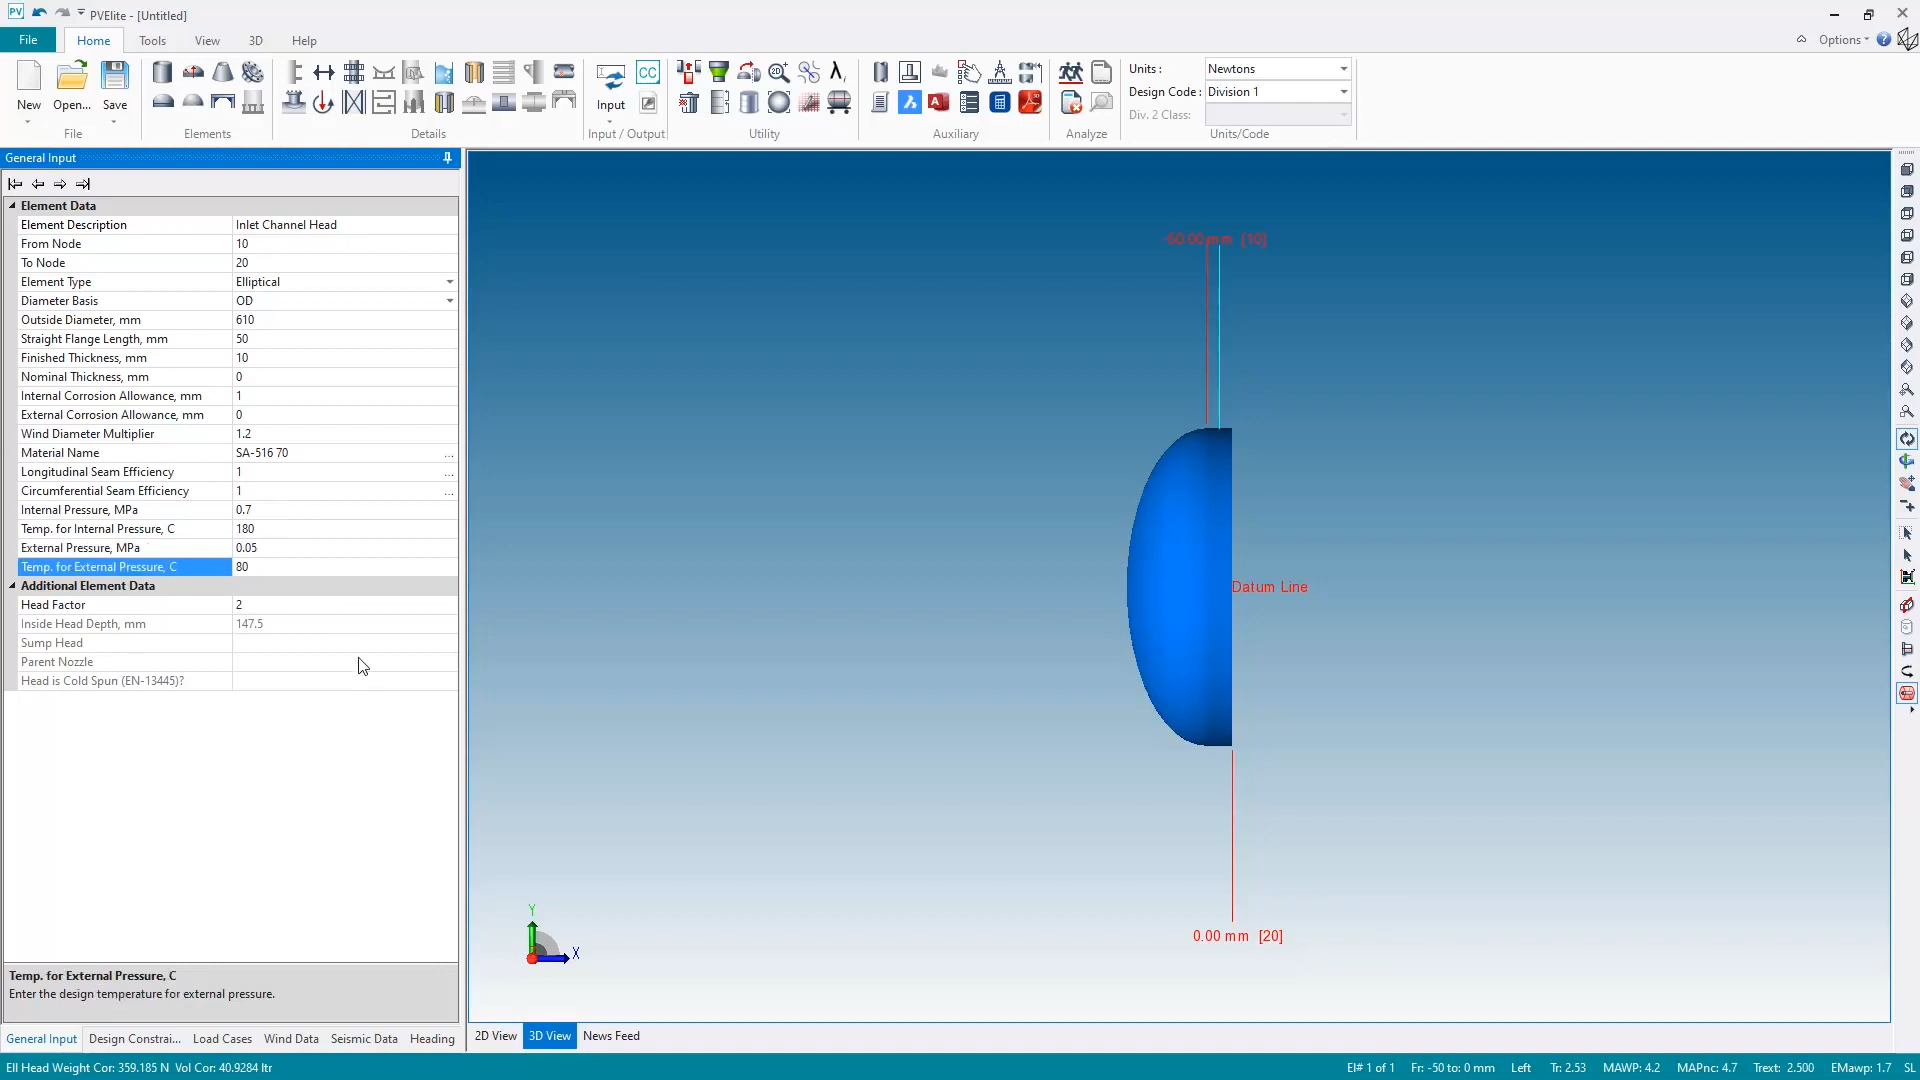 PV PVElite - [Untitled]
File Home Tools View 3D Help Options
New Open... Save Input
CC
2D
Units : Newtons
Design Code : Division 1
Div. 2 Class:
File Elements Details Input / Output Utility Auxiliary Analyze Units/Code
General Input
Element Data
Element Description Inlet Channel Head
From Node 10
To Node 20
Element Type Elliptical
Diameter Basis OD
Outside Diameter, mm 610
Straight Flange Length, mm 50
Finished Thickness, mm 10
Nominal Thickness, mm 0
Internal Corrosion Allowance, mm 1
External Corrosion Allowance, mm 0
Wind Diameter Multiplier 1.2
Material Name SA-516 70 ...
Longitudinal Seam Efficiency 1 ...
Circumferential Seam Efficiency 1 ...
Internal Pressure, MPa 0.7
Temp. for Internal Pressure, C 180
External Pressure, MPa 0.05
Temp. for External Pressure, C 80
Additional Element Data
Head Factor 2
Inside Head Depth, mm 147.5
Sump Head
Parent Nozzle
Head is Cold Spun (EN-13445)?
[10]
Datum Line
0.00 mm [20]
Y
X
Temp. for External Pressure, C
Enter the design temperature for external pressure.
General Input Design Constrai... Load Cases Wind Data Seismic Data Heading
2D View 3D View News Feed
Ell Head Weight Cor: 359.185 N Vol Cor: 40.9284 ltr El# 1 of 1 Fr: -50 to: 0 mm Left Tr: 2.53 MAWP: 4.2 MAPnc: 4.7 Trext: 2.500 EMawp: 1.7 SL